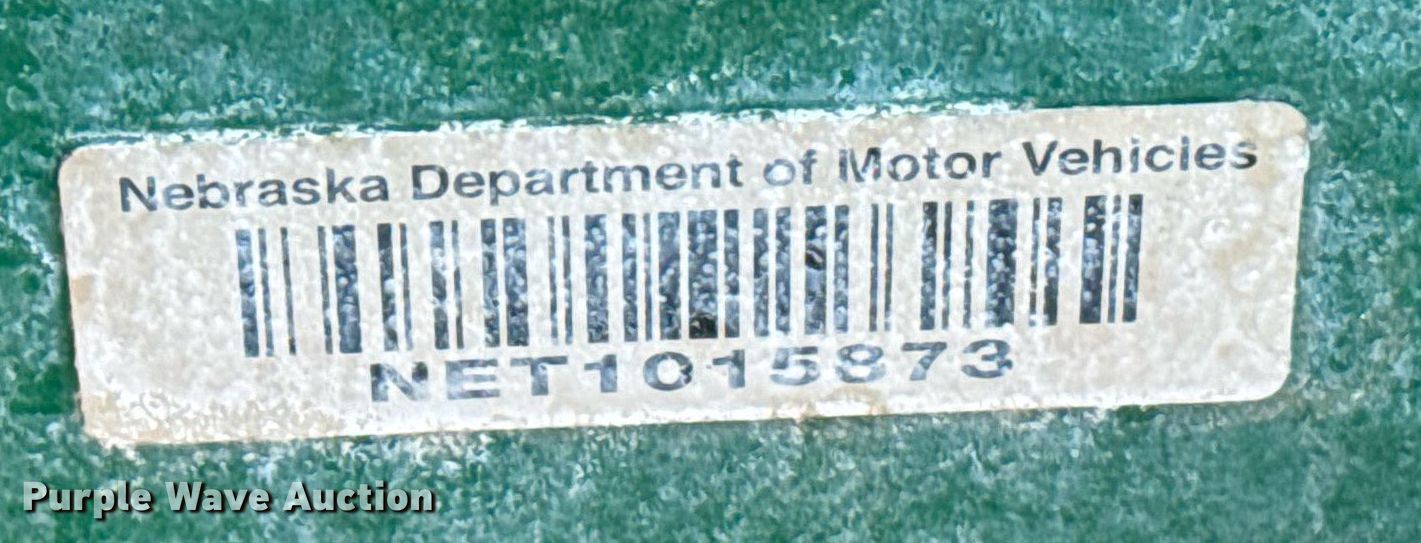 Nebraska Department of Motor Vehicles
NET1015873
Purple Wave Auction